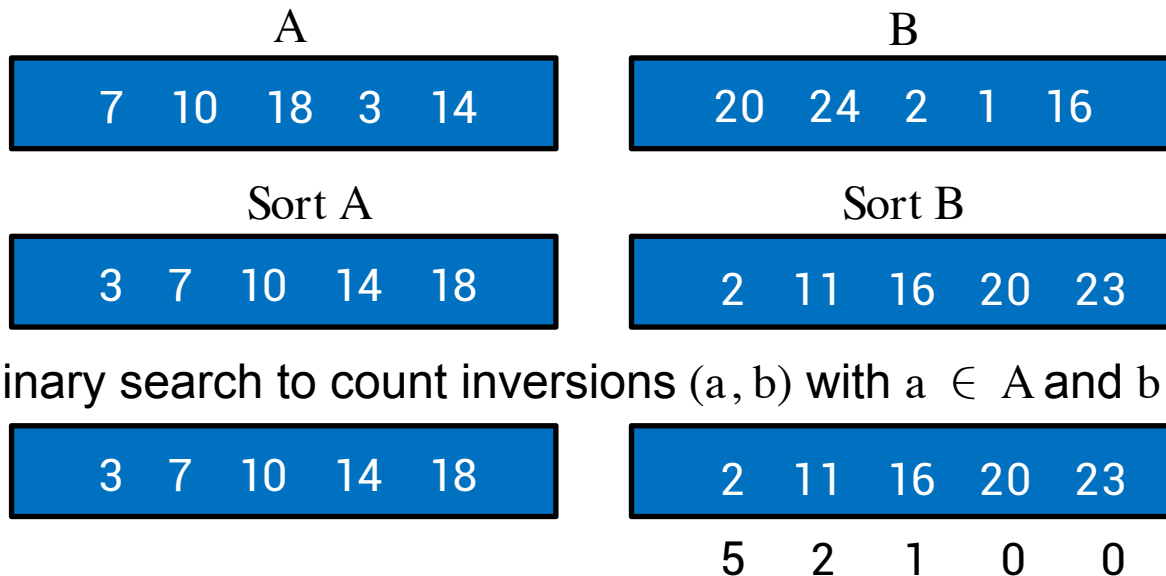 A B
7 10 18 3 14 20 24 2 1 16
Sort A Sort B
3 7 10 14 18 2 11 16 20 23
inary search to count inversions (a, b) with a ∈ A and b
3 7 10 14 18 2 11 16 20 23
5 2 1 0 0